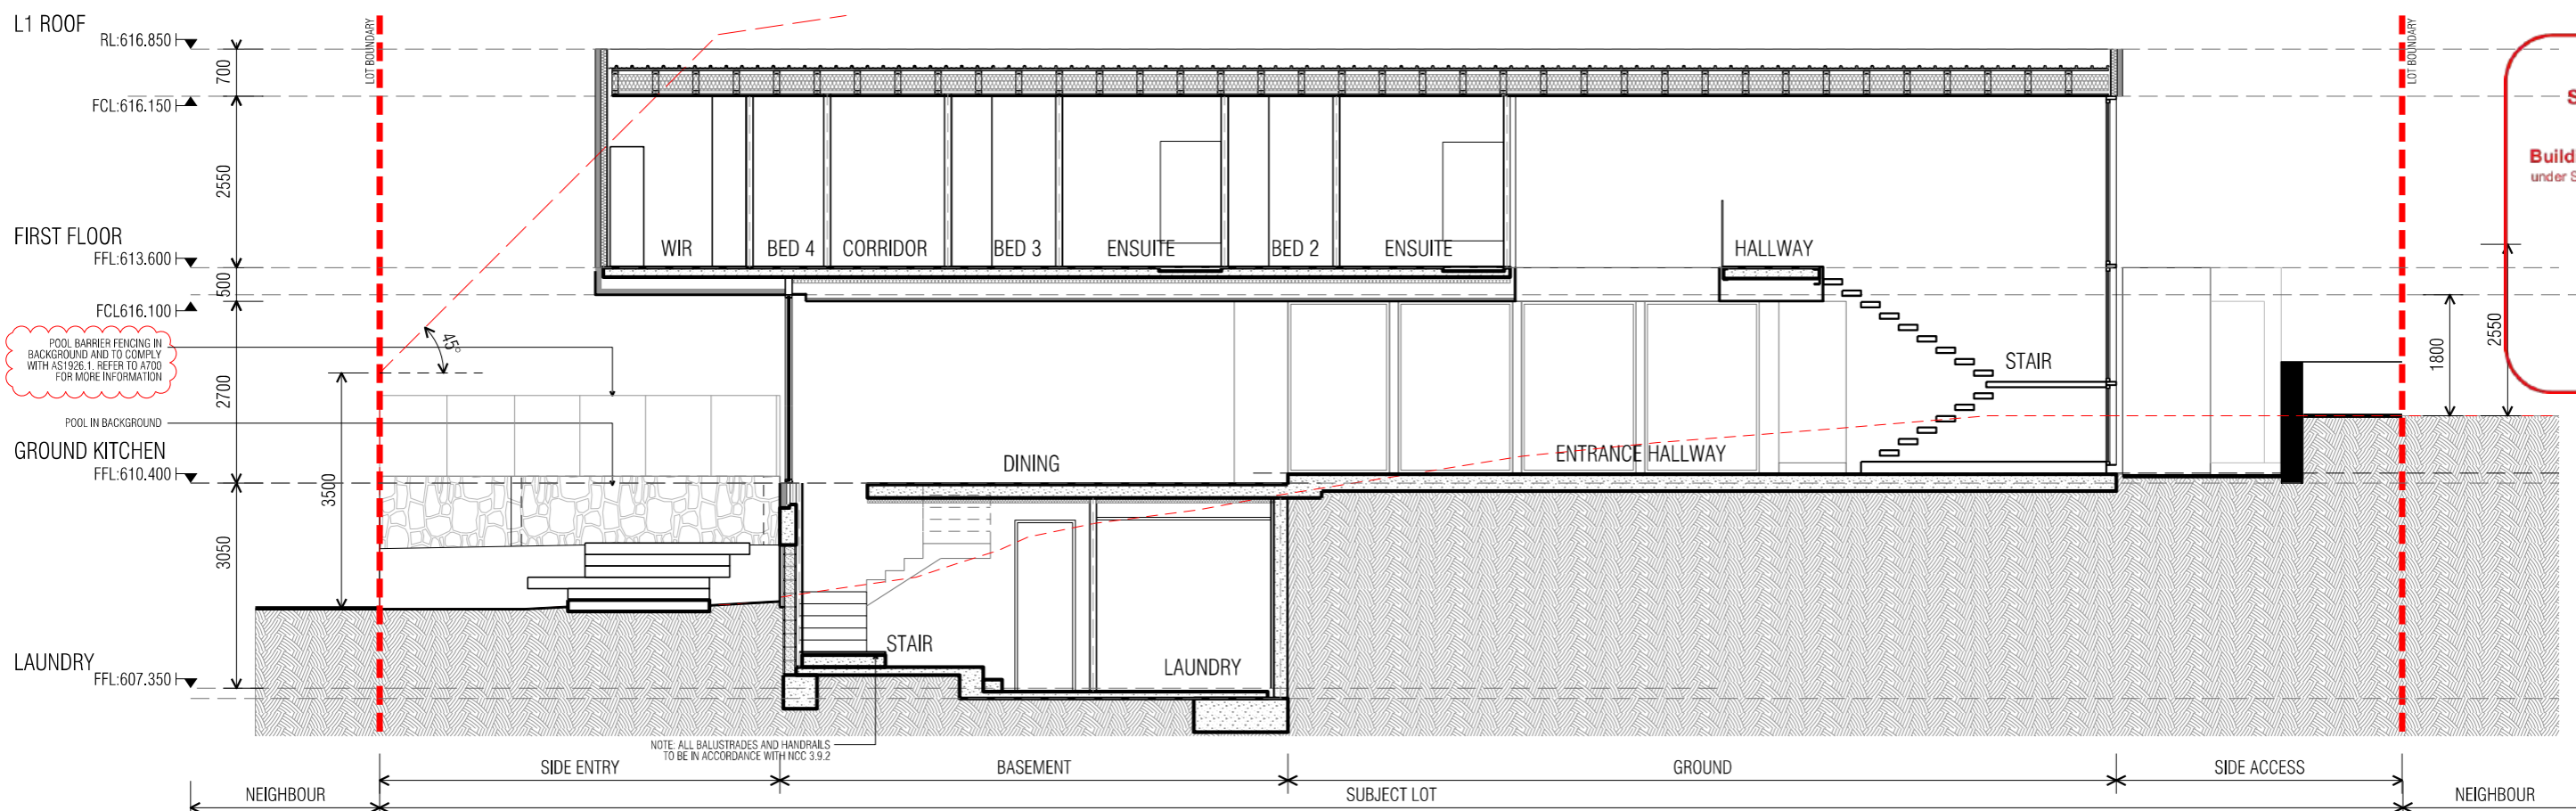 L1 ROOF
RL:616.850
700
FCL:616.150
2550
FIRST FLOOR
FFL:613.600
500
FCL616.100
POOL BARRIER FENCING IN
BACKGROUND AND TO COMPLY
WITH AS1926.1. REFER TO A700
FOR MORE INFORMATION
2700
POOL IN BACKGROUND
GROUND KITCHEN
FFL:610.400
3050
LAUNDRY
FFL:607.350
LOT BOUNDARY
45°
3500
WIR
BED 4
CORRIDOR
BED 3
ENSUITE
BED 2
ENSUITE
HALLWAY
STAIR
DINING
ENTRANCE HALLWAY
STAIR
LAUNDRY
LOT BOUNDARY
1800
2550
S
Build
under S
NOTE: ALL BALUSTRADES AND HANDRAILS
TO BE IN ACCORDANCE WITH NCC 3.9.2
SIDE ENTRY
BASEMENT
GROUND
SIDE ACCESS
NEIGHBOUR
SUBJECT LOT
NEIGHBOUR